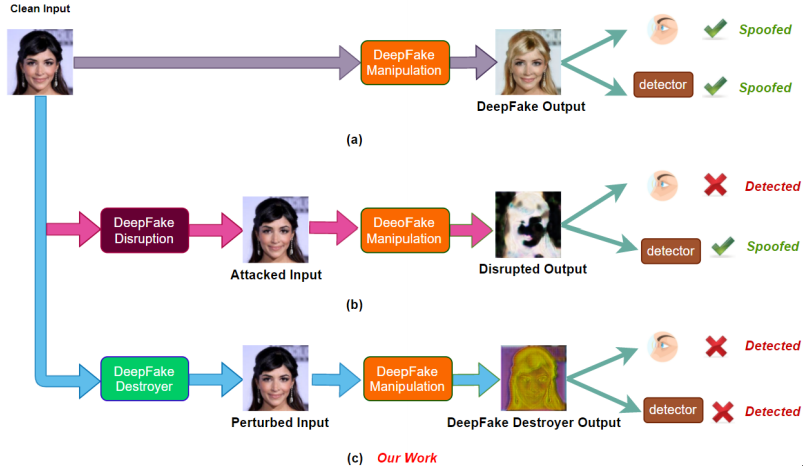 Clean Input
DeepFake
Manipulation
DeepFake Output
Spoofed
detector
Spoofed
(a)
DeepFake
Disruption
Attacked Input
DeeoFake
Manipulation
Disrupted Output
Detected
detector
Spoofed
(b)
DeepFake
Destroyer
Perturbed Input
DeepFake
Manipulation
DeepFake Destroyer Output
Detected
detector
Detected
(c) Our Work